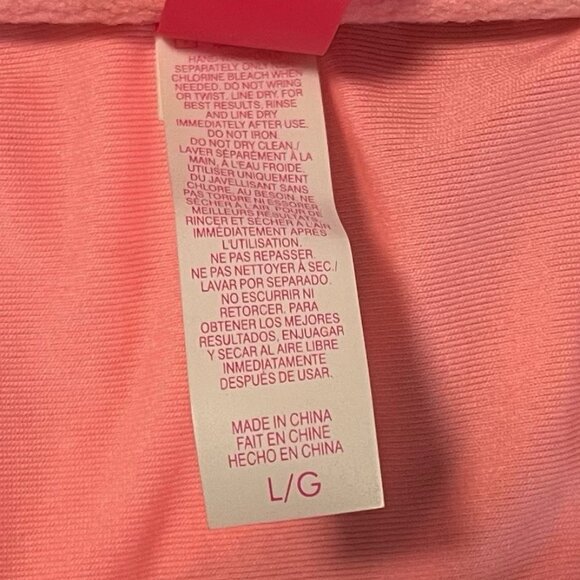 SEPARATELY. ONLY
CHLORINE BLEACH WHEN
NEEDED. DO NOT WRING
OR TWIST. LINE DRY. FOR
BEST RESULTS, RINSE
AND LINE DRY
IMMEDIATELY AFTER USE.
DO NOT IRON.
DO NOT DRY CLEAN./
LAVER SÉPARÉMENT À LA
MAIN, À L'EAU FROIDE.
UTILISER UNIQUEMENT
DU JAVELLISANT SANS
CHLORE, AU BESOIN. NE
PAS TORDRE NI ESSORER.
SÉCHER À L'AIR. POUR DE
MEILLEURS RÉSULTATS,
RINCER ET SÉCHER À L'AIR
IMMÉDIATEMENT APRÈS
L'UTILISATION.
NE PAS REPASSER.
NE PAS NETTOYER À SEC./
LAVAR POR SEPARADO.
NO ESCURRIR NI
RETORCER. PARA
OBTENER LOS MEJORES
RESULTADOS, ENJUAGAR
Y SECAR AL AIRE LIBRE
INMEDIATAMENTE
DESPUÉS DE USAR.
MADE IN CHINA
FAIT EN CHINE
HECHO EN CHINA
L/G